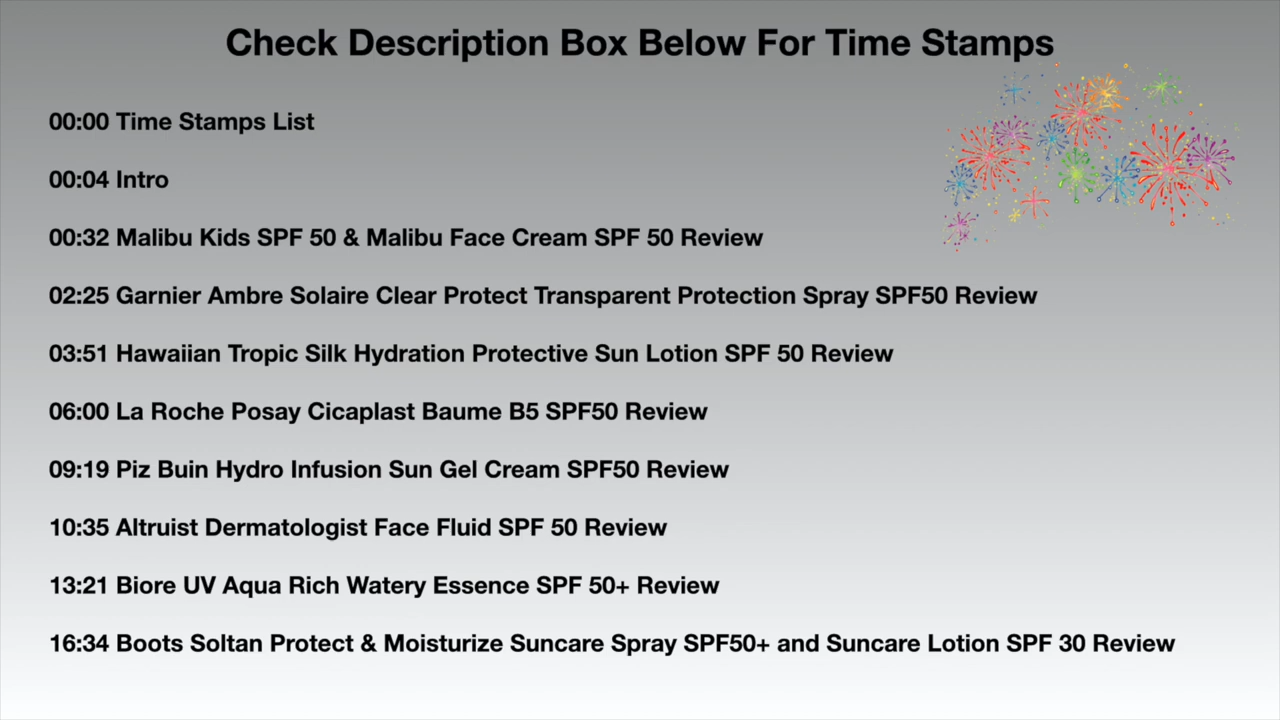 Check Description Box Below For Time Stamps
00:00 Time Stamps List
00:04 Intro
00:32 Malibu Kids SPF 50 & Malibu Face Cream SPF 50 Review
02:25 Garnier Ambre Solaire Clear Protect Transparent Protection Spray SPF50 Review
03:51 Hawaiian Tropic Silk Hydration Protective Sun Lotion SPF 50 Review
06:00 La Roche Posay Cicaplast Baume B5 SPF50 Review
09:19 Piz Buin Hydro Infusion Sun Gel Cream SPF50 Review
10:35 Altruist Dermatologist Face Fluid SPF 50 Review
13:21 Biore UV Aqua Rich Watery Essence SPF 50+ Review
16:34 Boots Soltan Protect & Moisturize Suncare Spray SPF50+ and Suncare Lotion SPF 30 Review